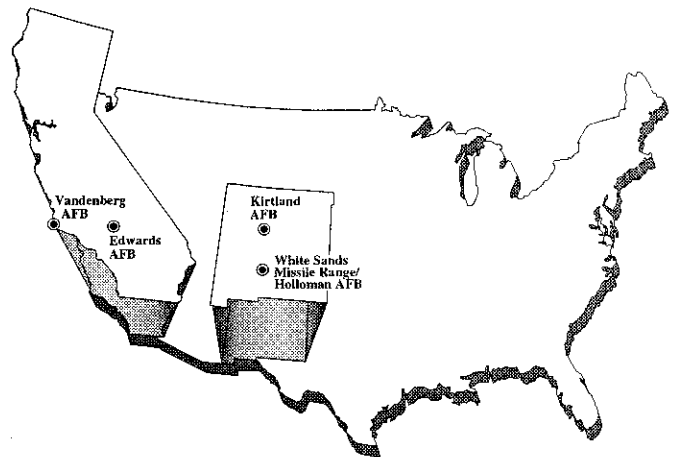 Vandenberg
AFB
Edwards
AFB
Kirtland
AFB
White Sands
Missile Range/
Holloman AFB